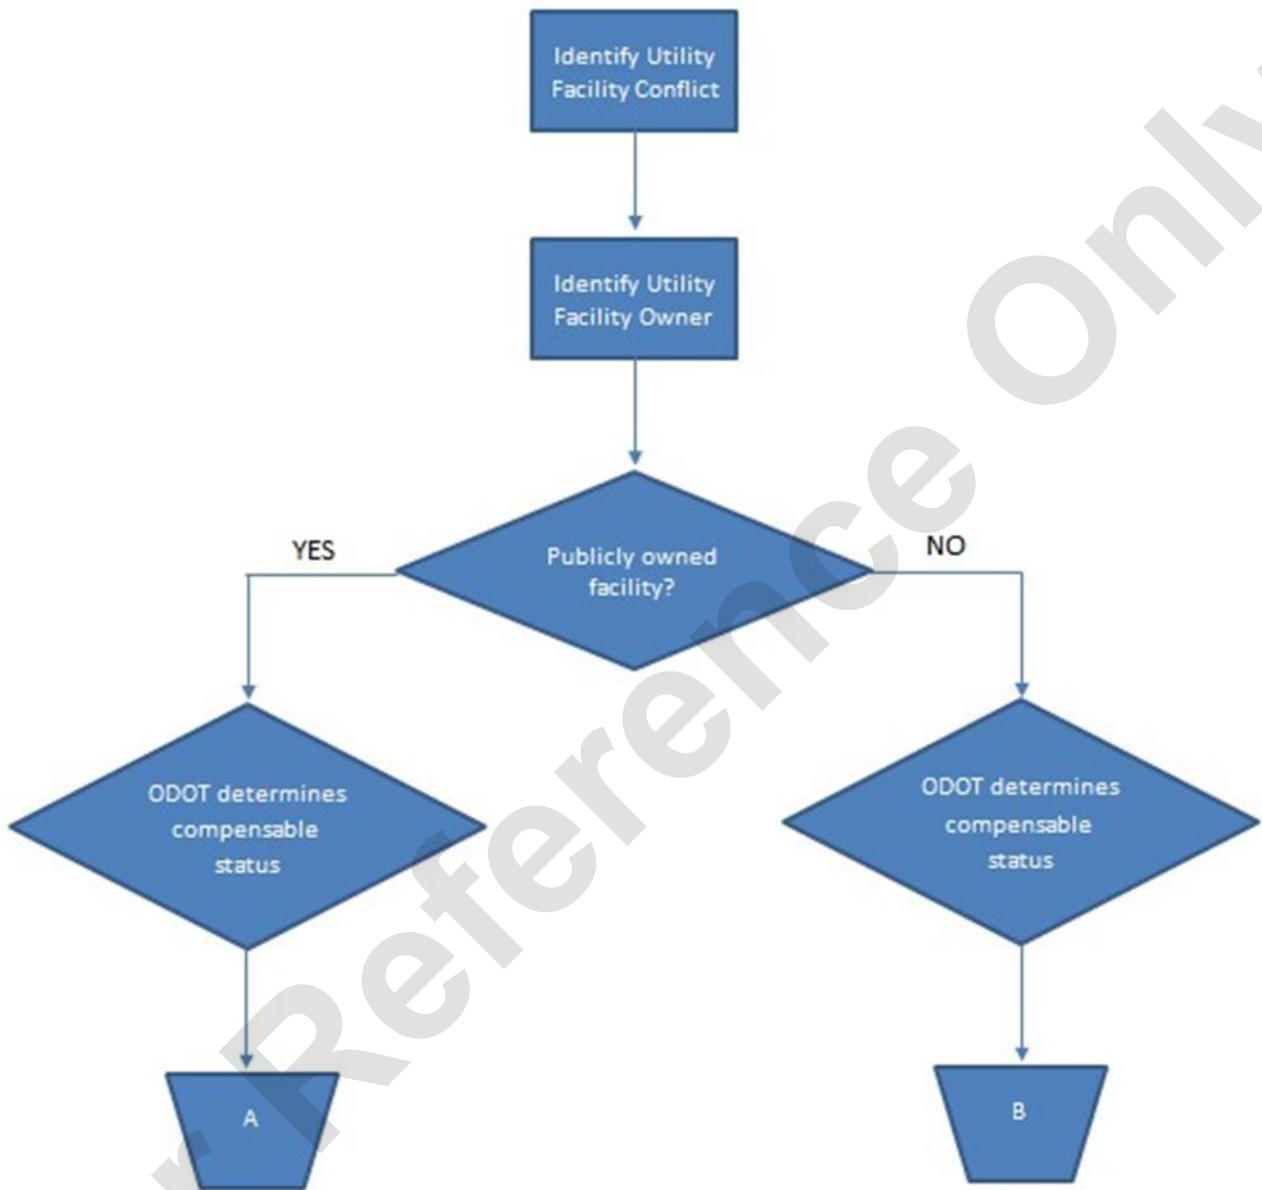 Identify Utility
Facility Conflict
Identify Utility
Facility Owner
Publicly owned
facility?
YES
NO
ODOT determines
compensable
status
ODOT determines
compensable
status
A
B
r Reference Only